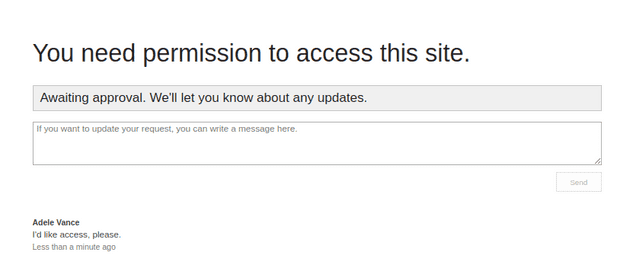 You need permission to access this site.
Awaiting approval. We'll let you know about any updates.
If you want to update your request, you can write a message here.
Send
Adele Vance
I'd like access, please.
Less than a minute ago